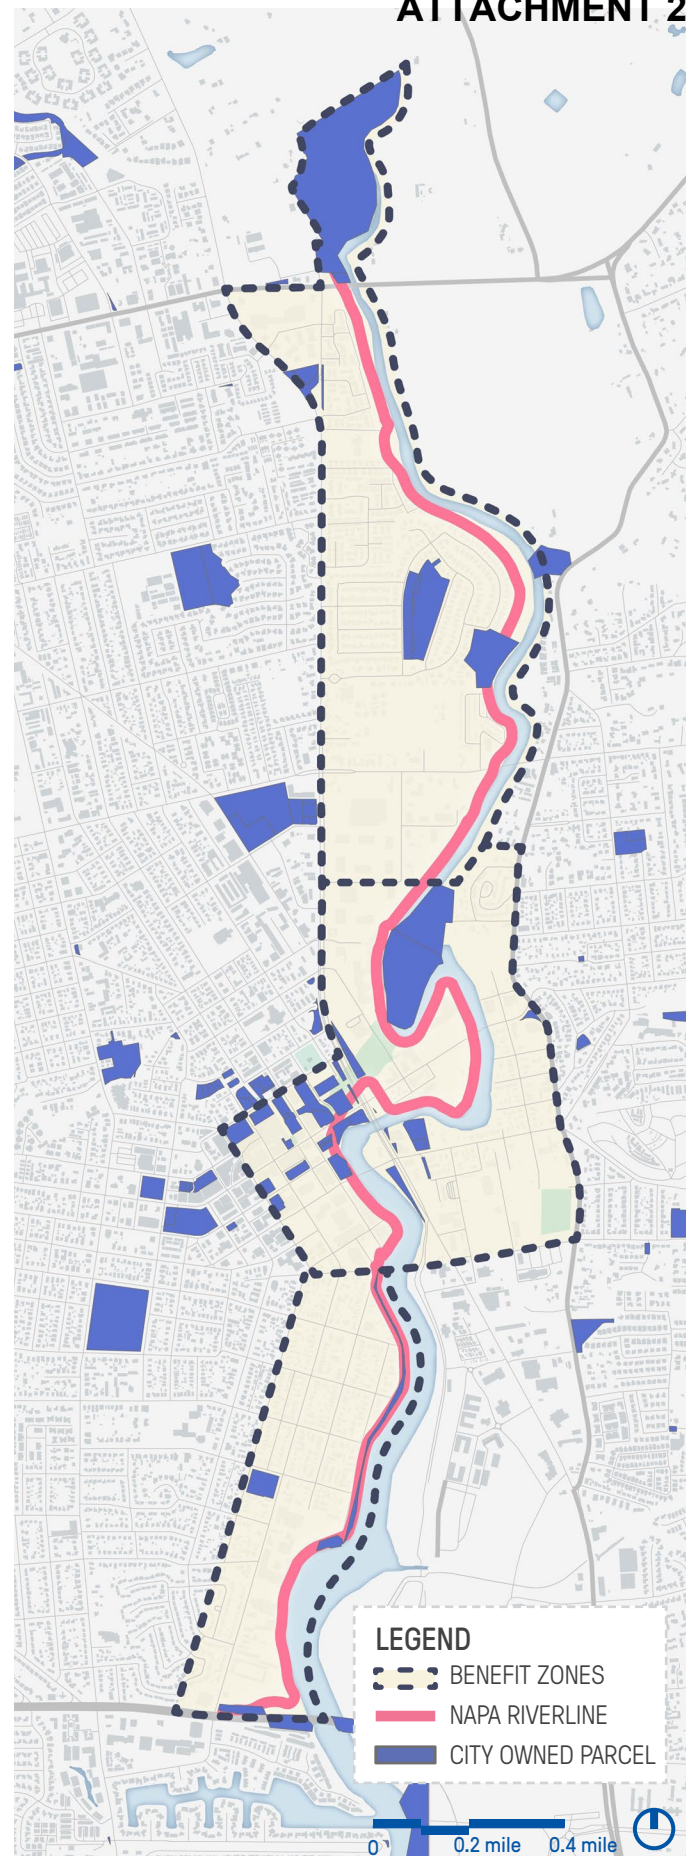 ATTACHMENT 2
LEGEND
BENEFIT ZONES
NAPA RIVERLINE
CITY OWNED PARCEL
0
0.2 mile
0.4 mile